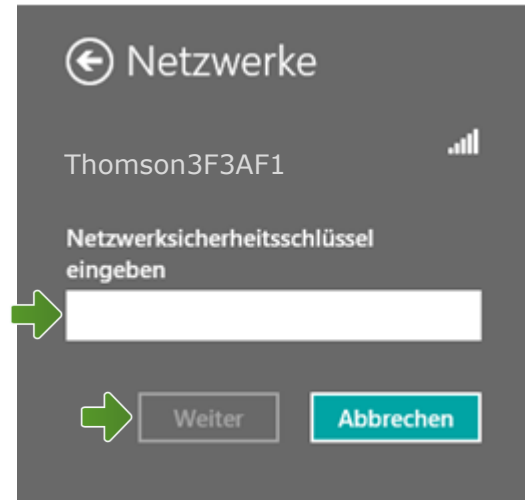 Netzwerke
Thomson3F3AF1
Netzwerksicherheitsschlüssel
eingeben
Weiter
Abbrechen